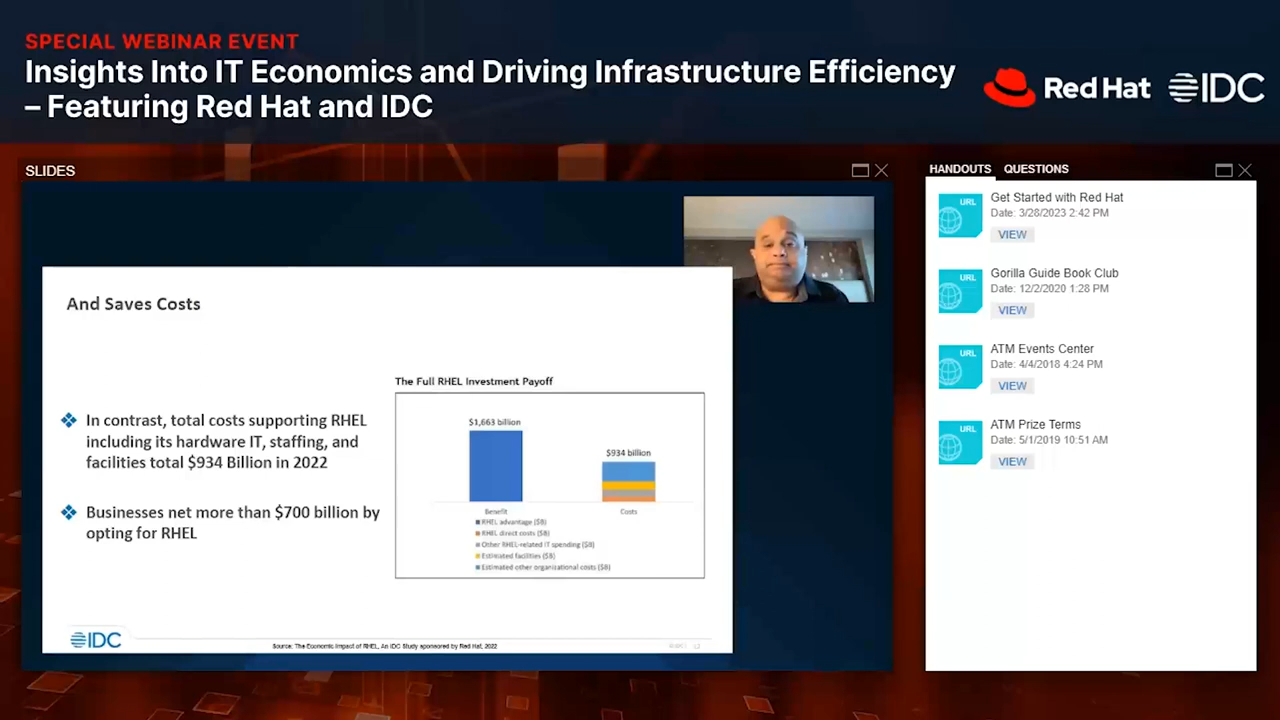 SPECIAL WEBINAR EVENT
Insights Into IT Economics and Driving Infrastructure Efficiency
– Featuring Red Hat and IDC
Red Hat
IDC
SLIDES
And Saves Costs
In contrast, total costs supporting RHEL
including its hardware IT, staffing, and
facilities total $934 Billion in 2022
Businesses net more than $700 billion by
opting for RHEL
The Full RHEL Investment Payoff
$1,663 billion
$934 billion
Benefit
Costs
RHEL advantage ($B)
RHEL direct costs ($B)
Other RHEL-related IT spending ($B)
Estimated facilities ($B)
Estimated other organizational costs ($B)
IDC
Source: The Economic Impact of RHEL, An IDC Study sponsored by Red Hat, 2022
HANDOUTS
QUESTIONS
URL
Get Started with Red Hat
Date: 3/28/2023 2:42 PM
VIEW
URL
Gorilla Guide Book Club
Date: 12/2/2020 1:28 PM
VIEW
URL
ATM Events Center
Date: 4/4/2018 4:24 PM
VIEW
URL
ATM Prize Terms
Date: 5/1/2019 10:51 AM
VIEW